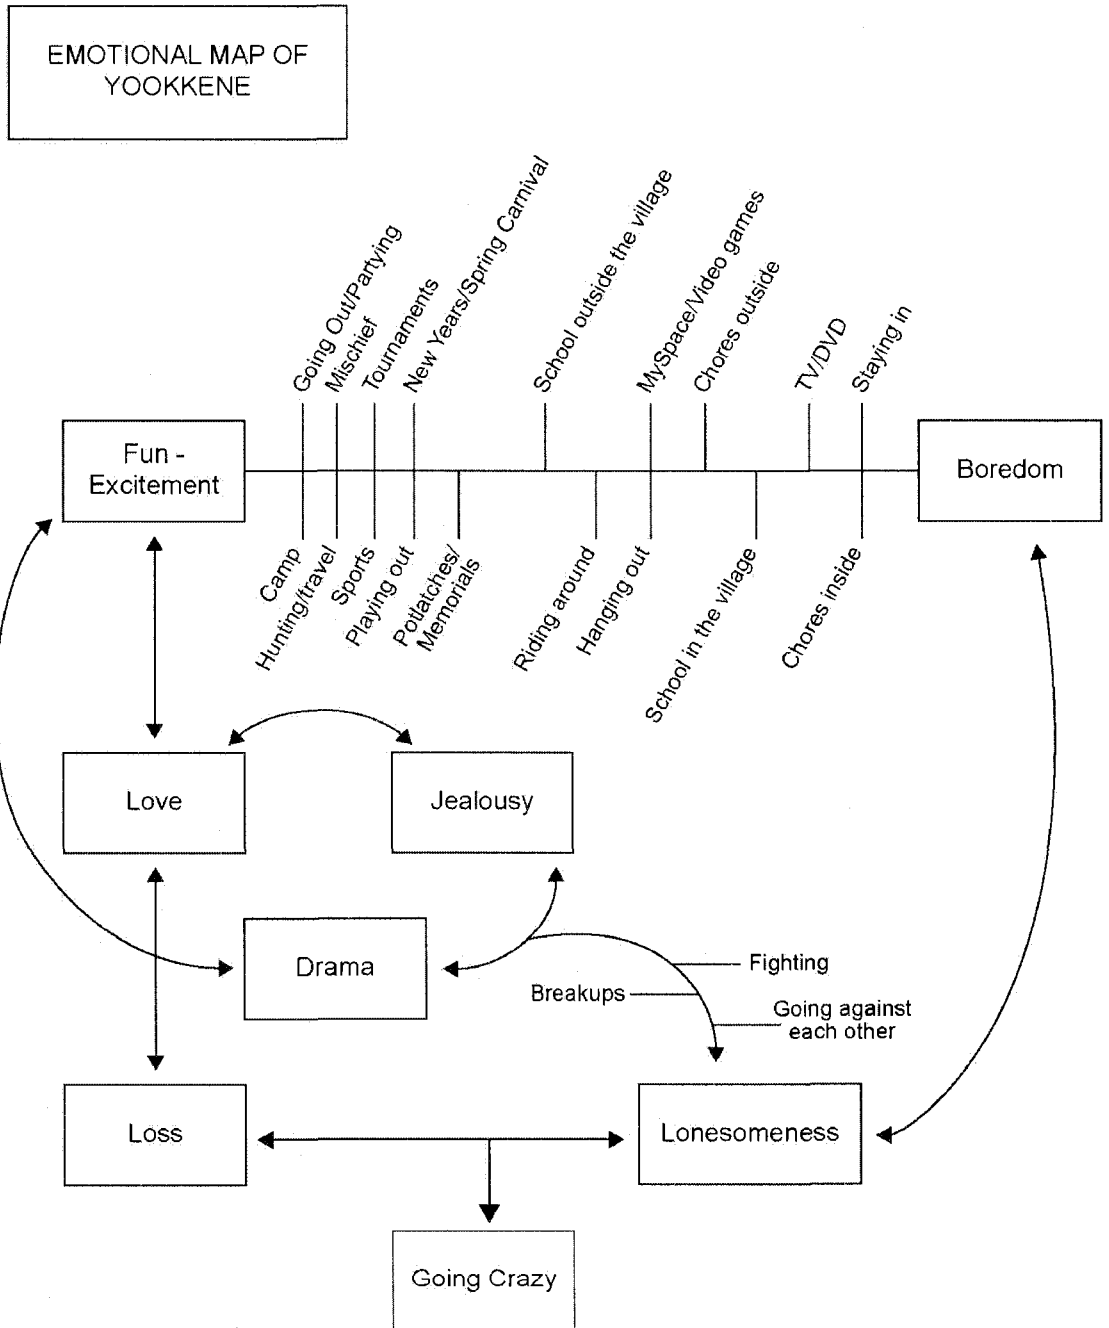 EMOTIONAL MAP OF
YOOKKENE
Going Out/Partying
Mischief
Tournaments
New Years/Spring Carnival
School outside the village
MySpace/Video games
Chores outside
TV/DVD
Staying in
Fun -
Excitement
Boredom
Camp
Hunting/travel
Sports
Playing out
Potlatches/
Memorials
Riding around
Hanging out
School in the village
Chores inside
Love
Jealousy
Drama
Fighting
Breakups
Going against
each other
Loss
Lonesomeness
Going Crazy